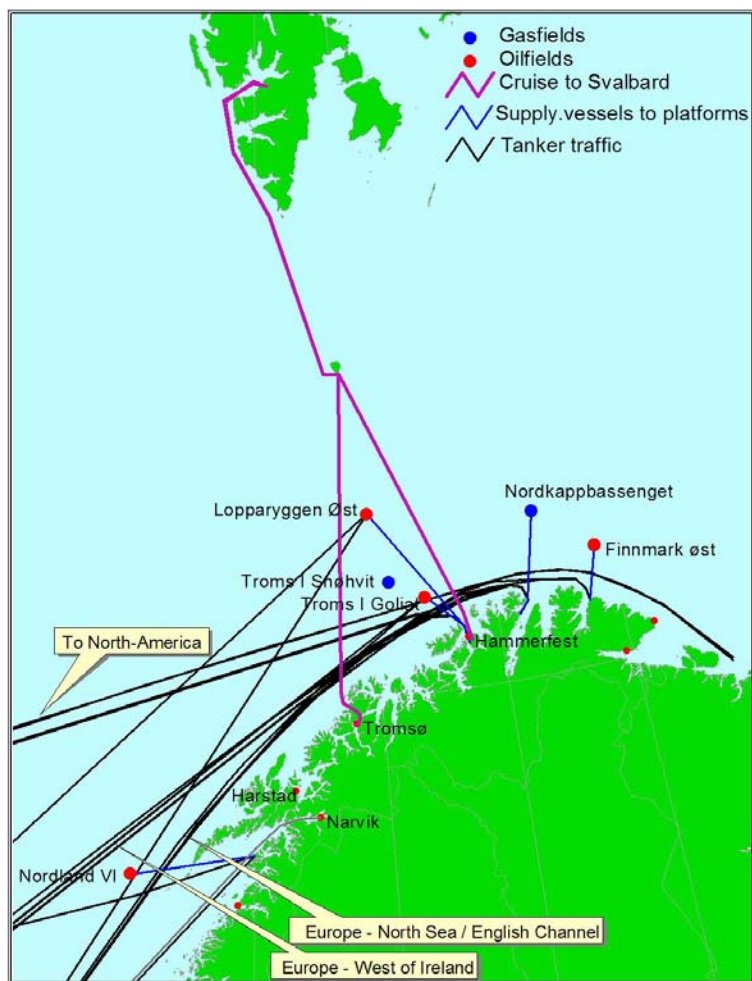 Gasfields
Oilfields
Cruise to Svalbard
Supply.vessels to platforms
Tanker traffic
Nordkappbassenget
Lopparyggen Øst
Finnmark øst
Troms I Snøhvit
Troms I Goliat
To North-America
Hammerfest
Tromsø
Harstad
Narvik
Nordland VI
Europe - North Sea / English Channel
Europe - West of Ireland